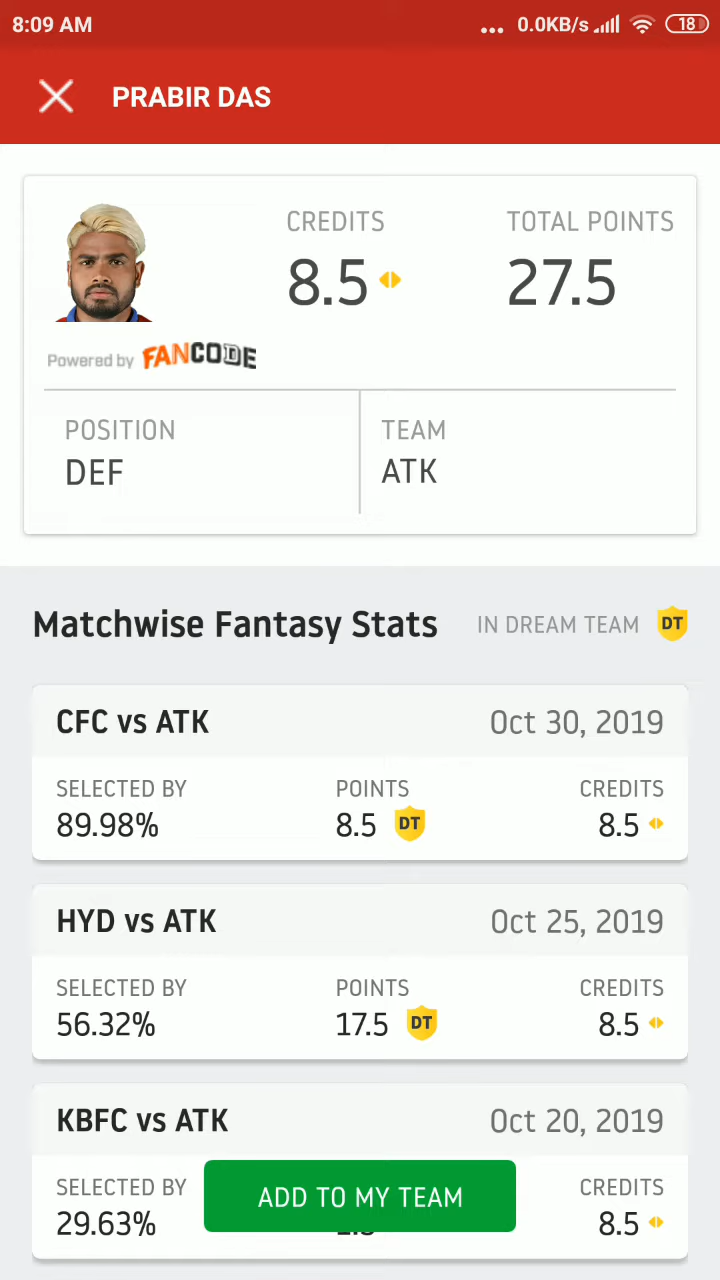 8:09 AM ... 0.0KB/s 18
PRABIR DAS
CREDITS TOTAL POINTS
8.5 27.5
Powered by FANCODE
POSITION TEAM
DEF ATK
Matchwise Fantasy Stats IN DREAM TEAM DT
CFC vs ATK Oct 30, 2019
SELECTED BY POINTS CREDITS
89.98% 8.5 DT 8.5
HYD vs ATK Oct 25, 2019
SELECTED BY POINTS CREDITS
56.32% 17.5 DT 8.5
KBFC vs ATK Oct 20, 2019
SELECTED BY CREDITS
ADD TO MY TEAM
29.63% 8.5